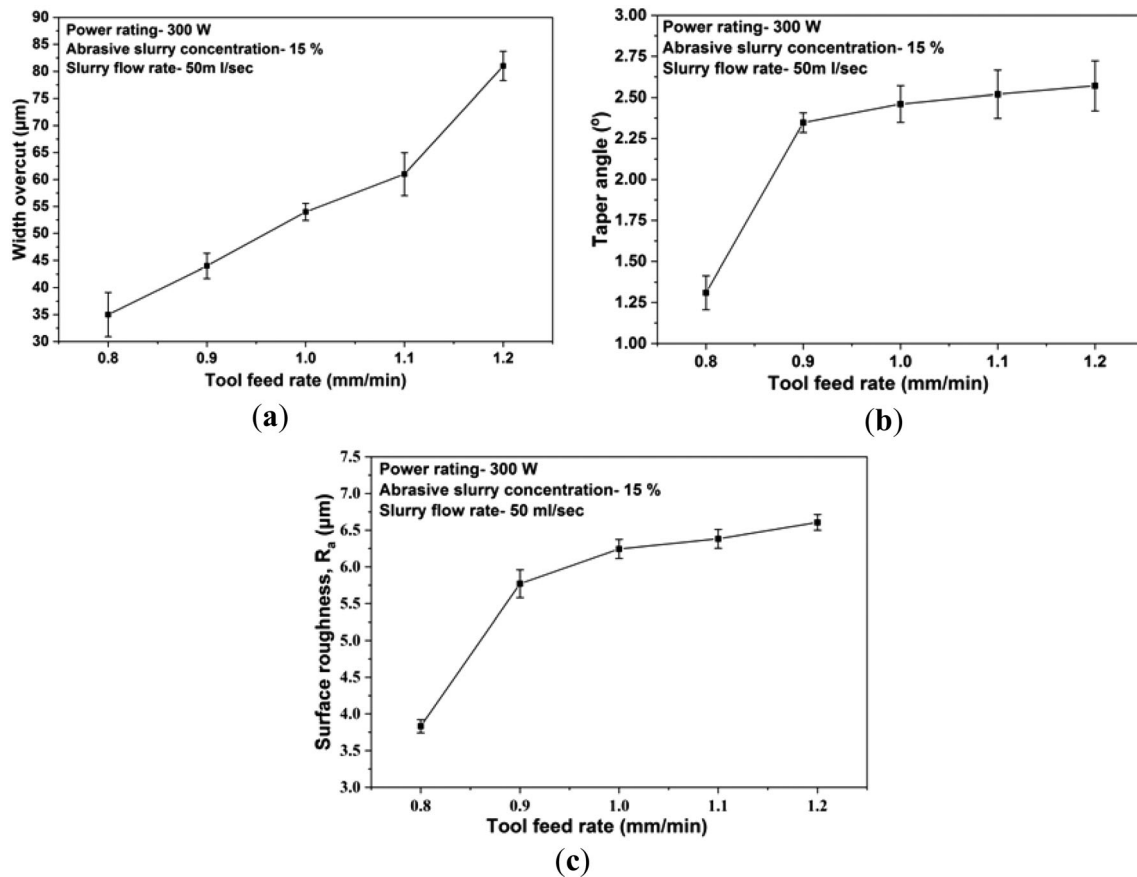 Power rating- 300 W
Abrasive slurry concentration- 15 %
Slurry flow rate- 50m l/sec
Width overcut (µm)
90
85
80
75
70
65
60
55
50
45
40
35
30
0.8 0.9 1.0 1.1 1.2
Tool feed rate (mm/min)
(a)
Power rating- 300 W
Abrasive slurry concentration- 15 %
Slurry flow rate- 50m l/sec
Taper angle (º)
3.00
2.75
2.50
2.25
2.00
1.75
1.50
1.25
1.00
0.8 0.9 1.0 1.1 1.2
Tool feed rate (mm/min)
(b)
Power rating- 300 W
Abrasive slurry concentration- 15 %
Slurry flow rate- 50 ml/sec
Surface roughness, Ra (µm)
7.5
7.0
6.5
6.0
5.5
5.0
4.5
4.0
3.5
3.0
0.8 0.9 1.0 1.1 1.2
Tool feed rate (mm/min)
(c)